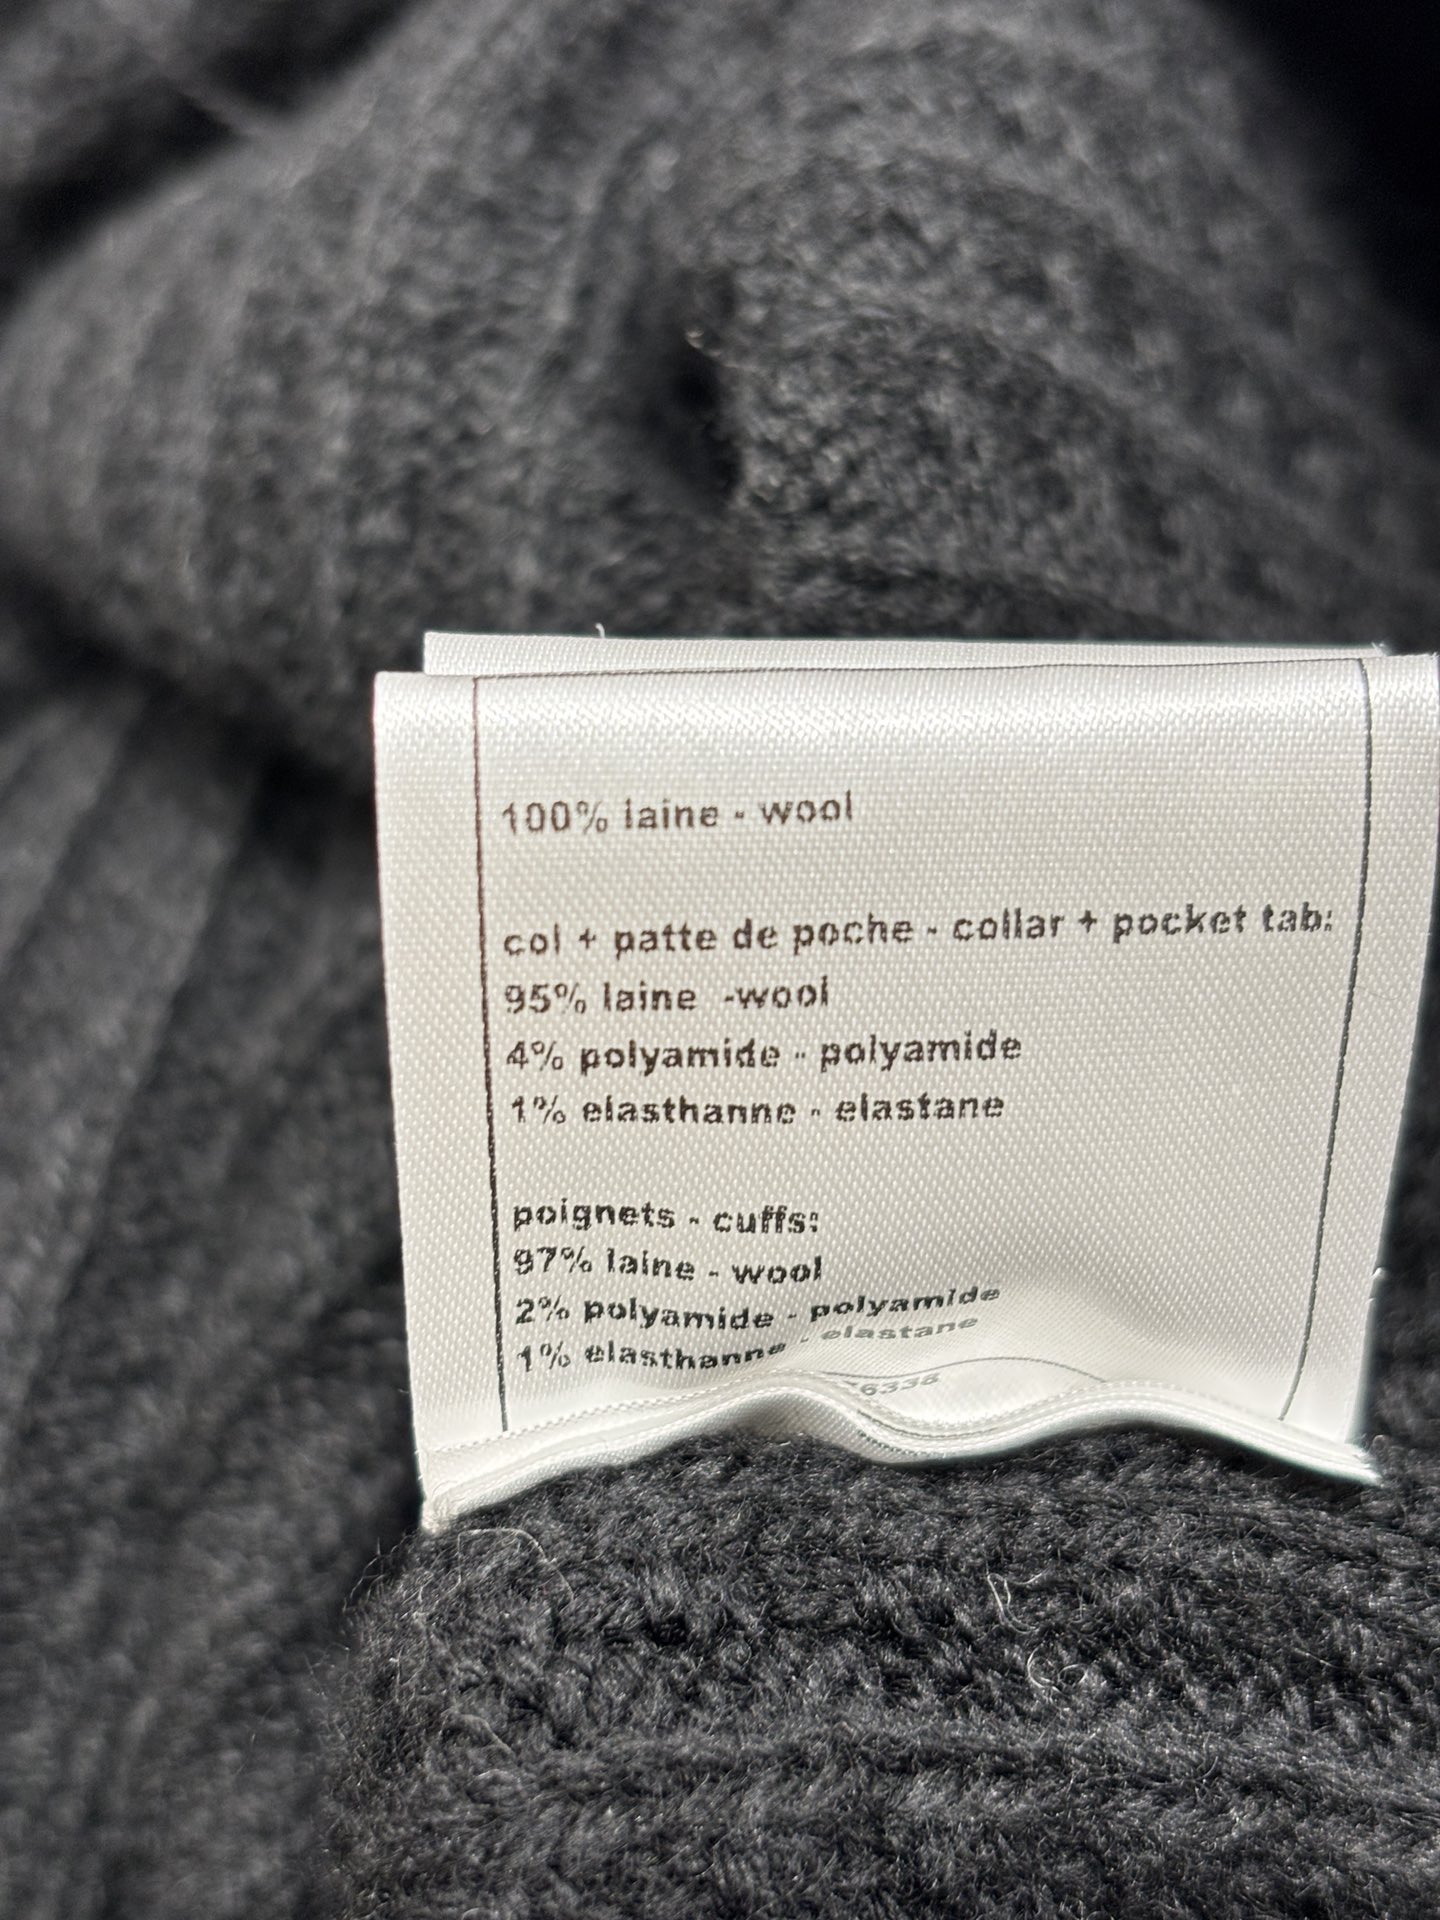 100% laine - wool
col + patte de poche - collar + pocket tab:
95% laine -wool
4% polyamide - polyamide
1% elasthanne - elastane
poignets - cuffs:
97% laine - wool
2% polyamide - polyamide
1% elasthanne - elastane